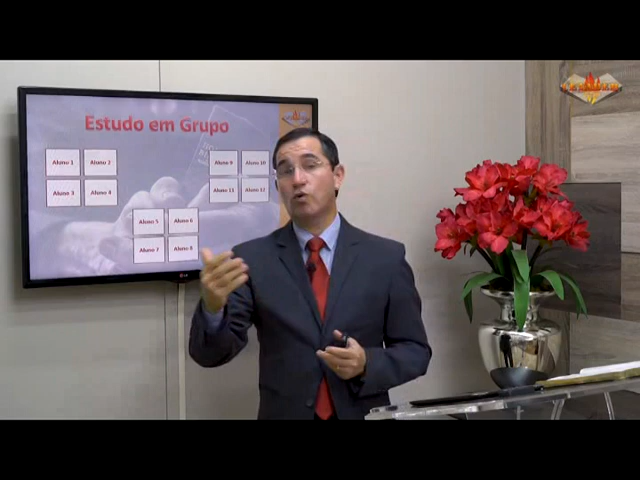 Estudo em Grupo
Aluno 1 Aluno 2 Aluno 9 Aluno 10
Aluno 3 Aluno 4 Aluno 11 Aluno 12
Aluno 5 Aluno 6
Aluno 7 Aluno 8
LG